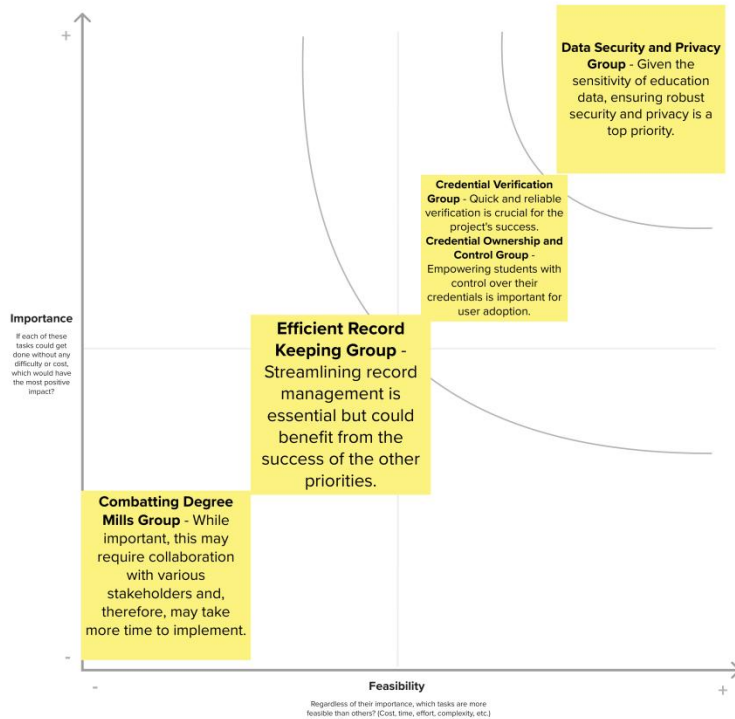 +
Data Security and Privacy
Group - Given the
sensitivity of education
data, ensuring robust
security and privacy is a
top priority.
Credential Verification
Group - Quick and reliable
verification is crucial for the
project's success.
Credential Ownership and
Control Group -
Empowering students with
control over their
credentials is important for
user adoption.
Importance
If each of these
tasks could get
done without any
difficulty or cost,
which would have
the most positive
impact?
Efficient Record
Keeping Group -
Streamlining record
management is
essential but could
benefit from the
success of the other
priorities.
Combatting Degree
Mills Group - While
important, this may
require collaboration
with various
stakeholders and,
therefore, may take
more time to implement.
-
-
Feasibility
+
Regardless of their importance, which tasks are more
feasible than others? (Cost, time, effort, complexity, etc.)